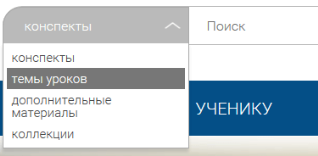 конспекты
Поиск
конспекты
темы уроков
дополнительные
материалы
коллекции
УЧЕНИКУ